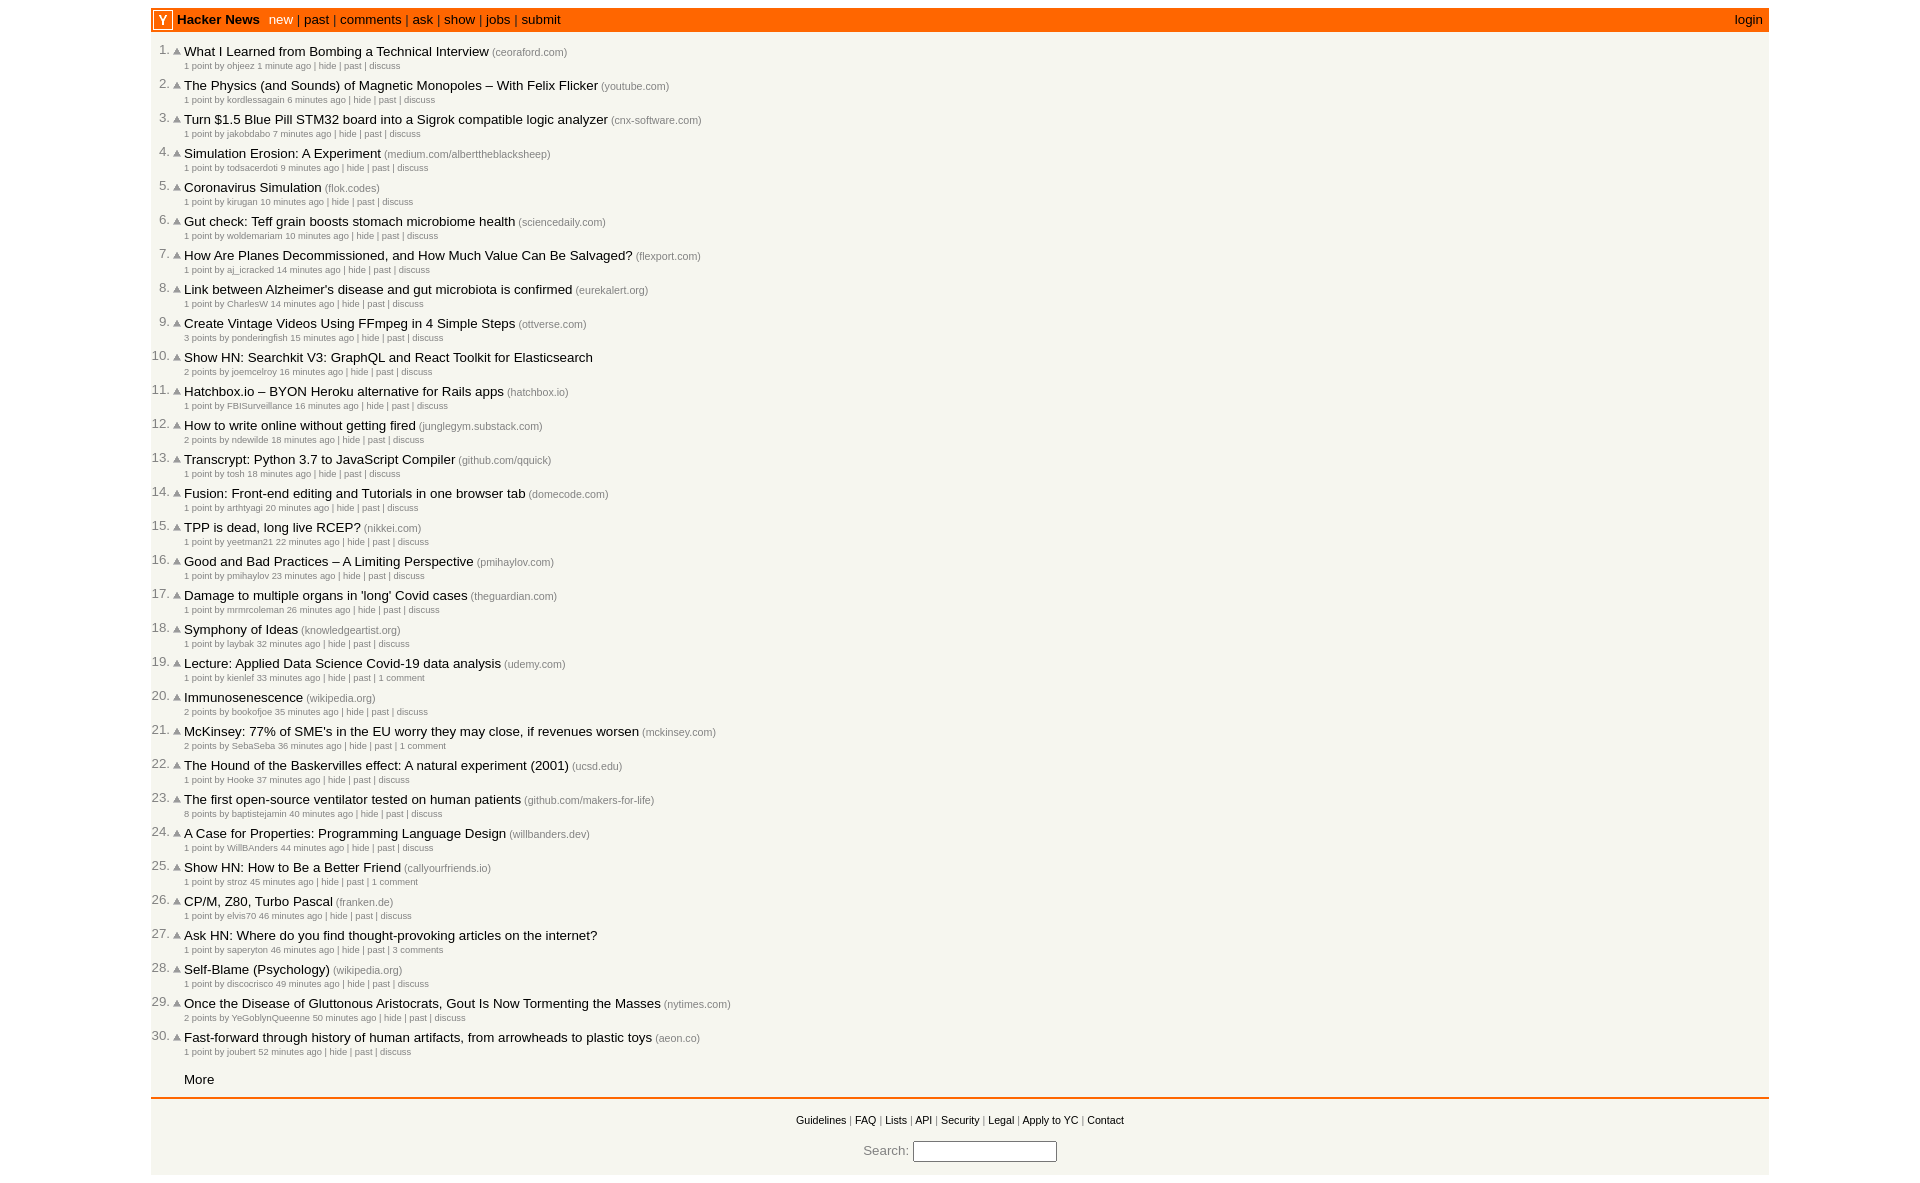 Y Hacker News new | past | comments | ask | show | jobs | submit login
1. What I Learned from Bombing a Technical Interview (ceoraford.com)
1 point by ohjeez 1 minute ago | hide | past | discuss
2. The Physics (and Sounds) of Magnetic Monopoles – With Felix Flicker (youtube.com)
1 point by kordlessagain 6 minutes ago | hide | past | discuss
3. Turn $1.5 Blue Pill STM32 board into a Sigrok compatible logic analyzer (cnx-software.com)
1 point by jakobdabo 7 minutes ago | hide | past | discuss
4. Simulation Erosion: A Experiment (medium.com/alberttheblacksheep)
1 point by todsacerdoti 9 minutes ago | hide | past | discuss
5. Coronavirus Simulation (flok.codes)
1 point by kirugan 10 minutes ago | hide | past | discuss
6. Gut check: Teff grain boosts stomach microbiome health (sciencedaily.com)
1 point by woldemariam 10 minutes ago | hide | past | discuss
7. How Are Planes Decommissioned, and How Much Value Can Be Salvaged? (flexport.com)
1 point by aj_icracked 14 minutes ago | hide | past | discuss
8. Link between Alzheimer's disease and gut microbiota is confirmed (eurekalert.org)
1 point by CharlesW 14 minutes ago | hide | past | discuss
9. Create Vintage Videos Using FFmpeg in 4 Simple Steps (ottverse.com)
3 points by ponderingfish 15 minutes ago | hide | past | discuss
10. Show HN: Searchkit V3: GraphQL and React Toolkit for Elasticsearch
2 points by joemcelroy 16 minutes ago | hide | past | discuss
11. Hatchbox.io – BYON Heroku alternative for Rails apps (hatchbox.io)
1 point by FBISurveillance 16 minutes ago | hide | past | discuss
12. How to write online without getting fired (junglegym.substack.com)
2 points by ndewilde 18 minutes ago | hide | past | discuss
13. Transcrypt: Python 3.7 to JavaScript Compiler (github.com/qquick)
1 point by tosh 18 minutes ago | hide | past | discuss
14. Fusion: Front-end editing and Tutorials in one browser tab (domecode.com)
1 point by arthtyagi 20 minutes ago | hide | past | discuss
15. TPP is dead, long live RCEP? (nikkei.com)
1 point by yeetman21 22 minutes ago | hide | past | discuss
16. Good and Bad Practices – A Limiting Perspective (pmihaylov.com)
1 point by pmihaylov 23 minutes ago | hide | past | discuss
17. Damage to multiple organs in 'long' Covid cases (theguardian.com)
1 point by mrmrcoleman 26 minutes ago | hide | past | discuss
18. Symphony of Ideas (knowledgeartist.org)
1 point by laybak 32 minutes ago | hide | past | discuss
19. Lecture: Applied Data Science Covid-19 data analysis (udemy.com)
1 point by kienlef 33 minutes ago | hide | past | 1 comment
20. Immunosenescence (wikipedia.org)
2 points by bookofjoe 35 minutes ago | hide | past | discuss
21. McKinsey: 77% of SME's in the EU worry they may close, if revenues worsen (mckinsey.com)
2 points by SebaSeba 36 minutes ago | hide | past | 1 comment
22. The Hound of the Baskervilles effect: A natural experiment (2001) (ucsd.edu)
1 point by Hooke 37 minutes ago | hide | past | discuss
23. The first open-source ventilator tested on human patients (github.com/makers-for-life)
8 points by baptistejamin 40 minutes ago | hide | past | discuss
24. A Case for Properties: Programming Language Design (willbanders.dev)
1 point by WillBAnders 44 minutes ago | hide | past | discuss
25. Show HN: How to Be a Better Friend (callyourfriends.io)
1 point by stroz 45 minutes ago | hide | past | 1 comment
26. CP/M, Z80, Turbo Pascal (franken.de)
1 point by elvis70 46 minutes ago | hide | past | discuss
27. Ask HN: Where do you find thought-provoking articles on the internet?
1 point by saperyton 46 minutes ago | hide | past | 3 comments
28. Self-Blame (Psychology) (wikipedia.org)
1 point by discocrisco 49 minutes ago | hide | past | discuss
29. Once the Disease of Gluttonous Aristocrats, Gout Is Now Tormenting the Masses (nytimes.com)
2 points by YeGoblynQueenne 50 minutes ago | hide | past | discuss
30. Fast-forward through history of human artifacts, from arrowheads to plastic toys (aeon.co)
1 point by joubert 52 minutes ago | hide | past | discuss
More
Guidelines | FAQ | Lists | API | Security | Legal | Apply to YC | Contact
Search: